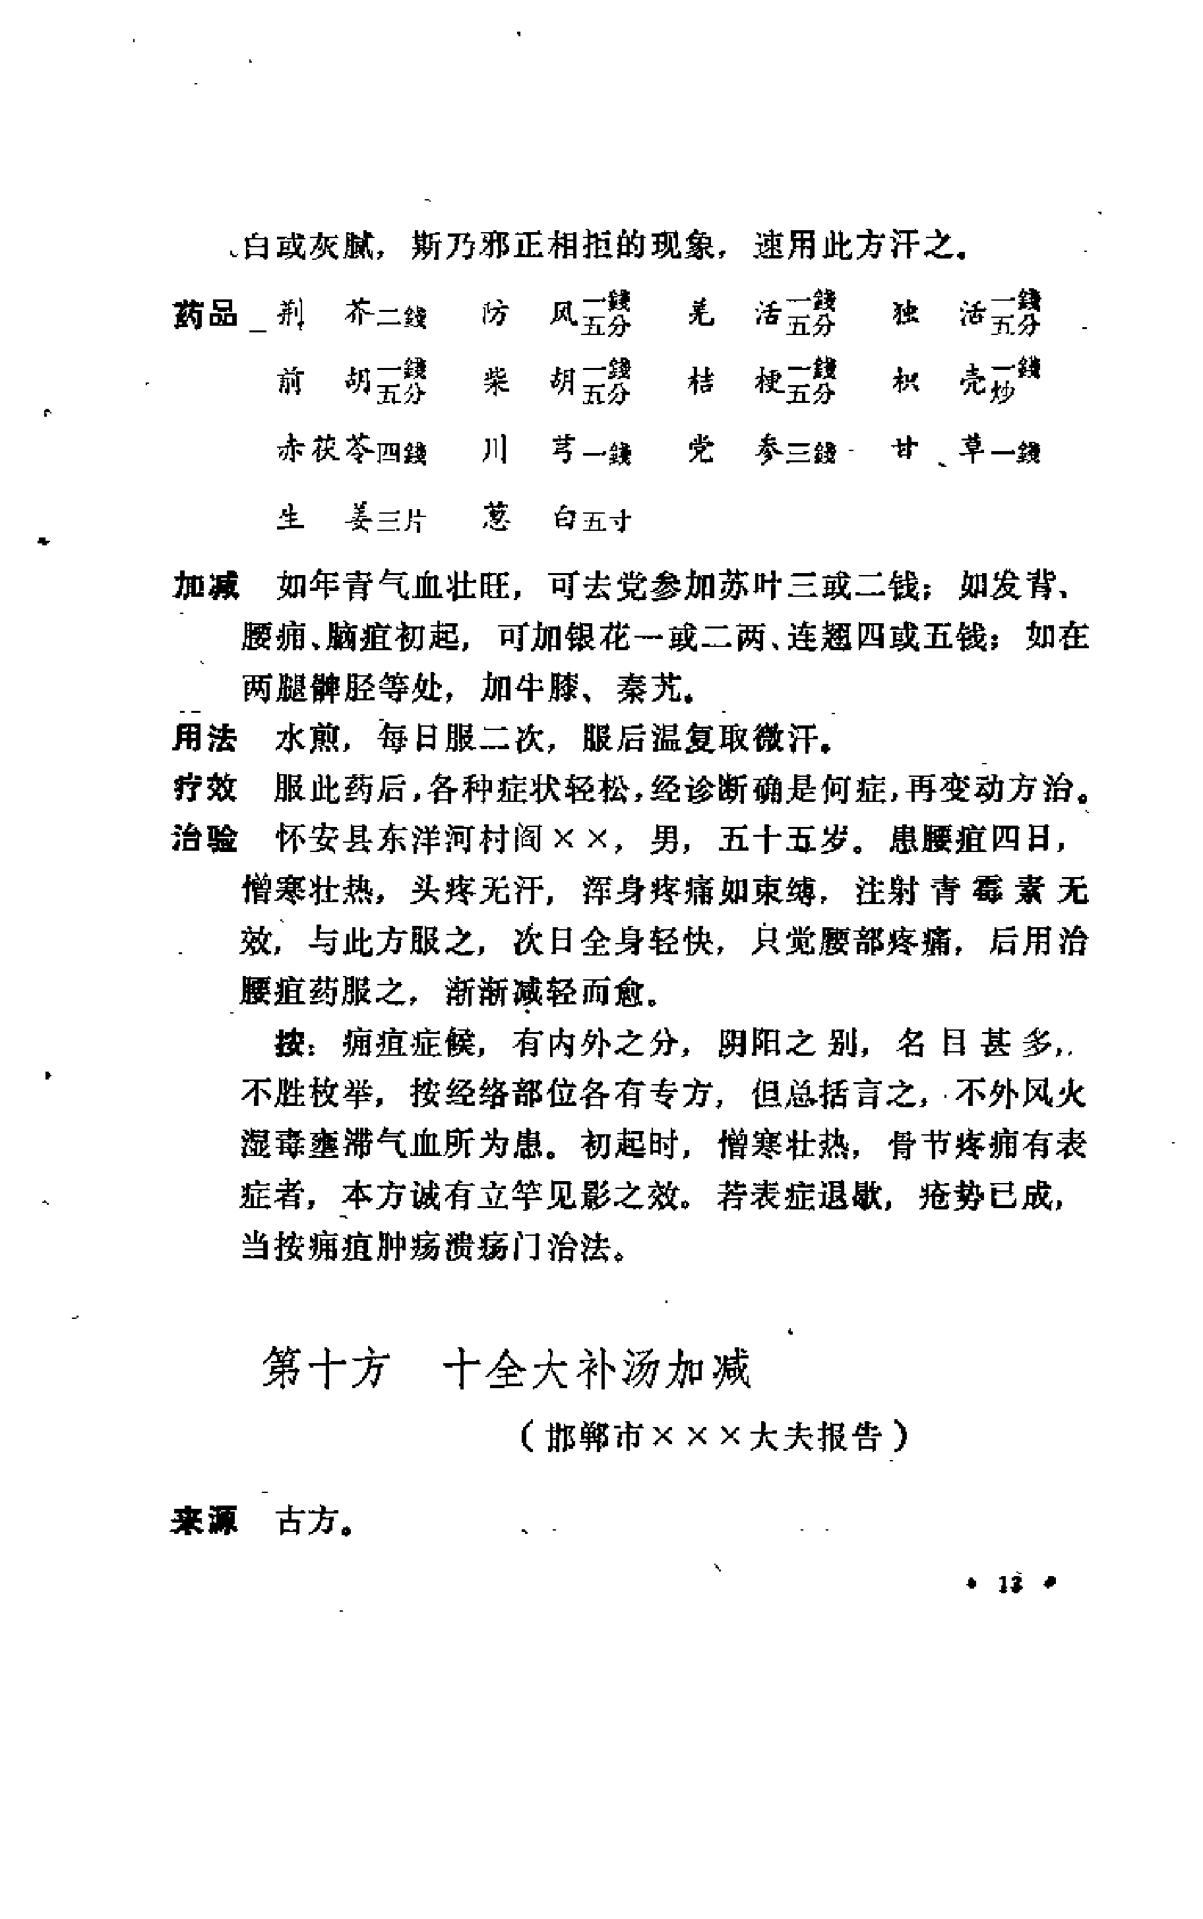 白或灰腻，斯乃邪正相拒的现象，速用此方汗之。
药品 荆芥二錢 防风一錢五分 羌活一錢五分 独活一錢五分
前胡一錢五分 柴胡一錢五分 桔梗一錢五分 枳壳一錢炒
赤茯苓四錢 川芎一錢 党参三錢 甘草一錢
生姜三片 葱白五寸
加减 如年青气血壮旺，可去党参加苏叶三或二钱；如发背、
腰痈、脑疽初起，可加银花一或二两、连翘四或五钱；如在
两腿髀胫等处，加牛膝、秦艽。
用法 水煎，每日服二次，服后温复取微汗。
疗效 服此药后，各种症状轻松，经诊断确是何症，再变动方治。
治验 怀安县东洋河村阎××，男，五十五岁。患腰疽四日，
憎寒壮热，头疼无汗，浑身疼痛如束缚，注射青霉素无
效，与此方服之，次日全身轻快，只觉腰部疼痛，后用治
腰疽药服之，渐渐减轻而愈。
按：痈疽症候，有内外之分，阴阳之别，名目甚多，
不胜枚举，按经络部位各有专方，但总括言之，不外风火
湿毒壅滞气血所为患。初起时，憎寒壮热，骨节疼痛有表
症者，本方诚有立竿见影之效。若表症退歇，疮势已成，
当按痈疽肿疡溃疡门治法。
第十方 十全大补汤加减
（邯郸市×××大夫报告）
来源 古方。
• 13 •